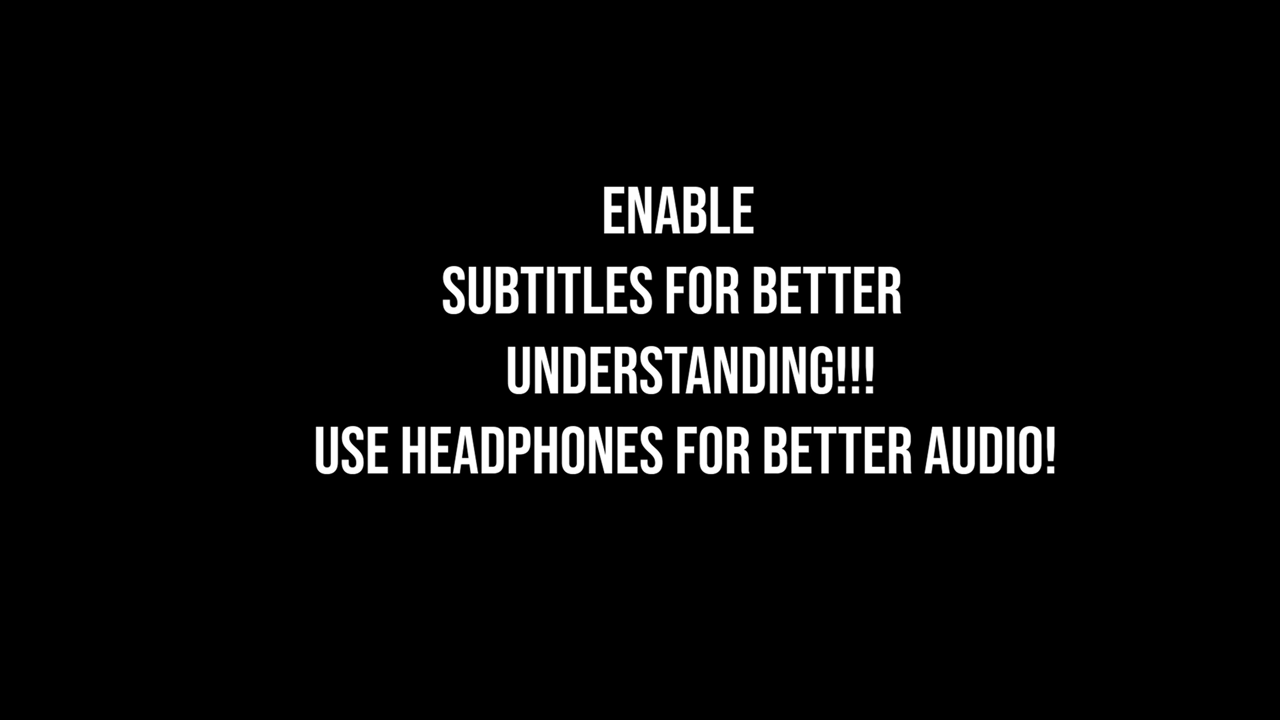 ENABLE
SUBTITLES FOR BETTER
UNDERSTANDING!!!
USE HEADPHONES FOR BETTER AUDIO!